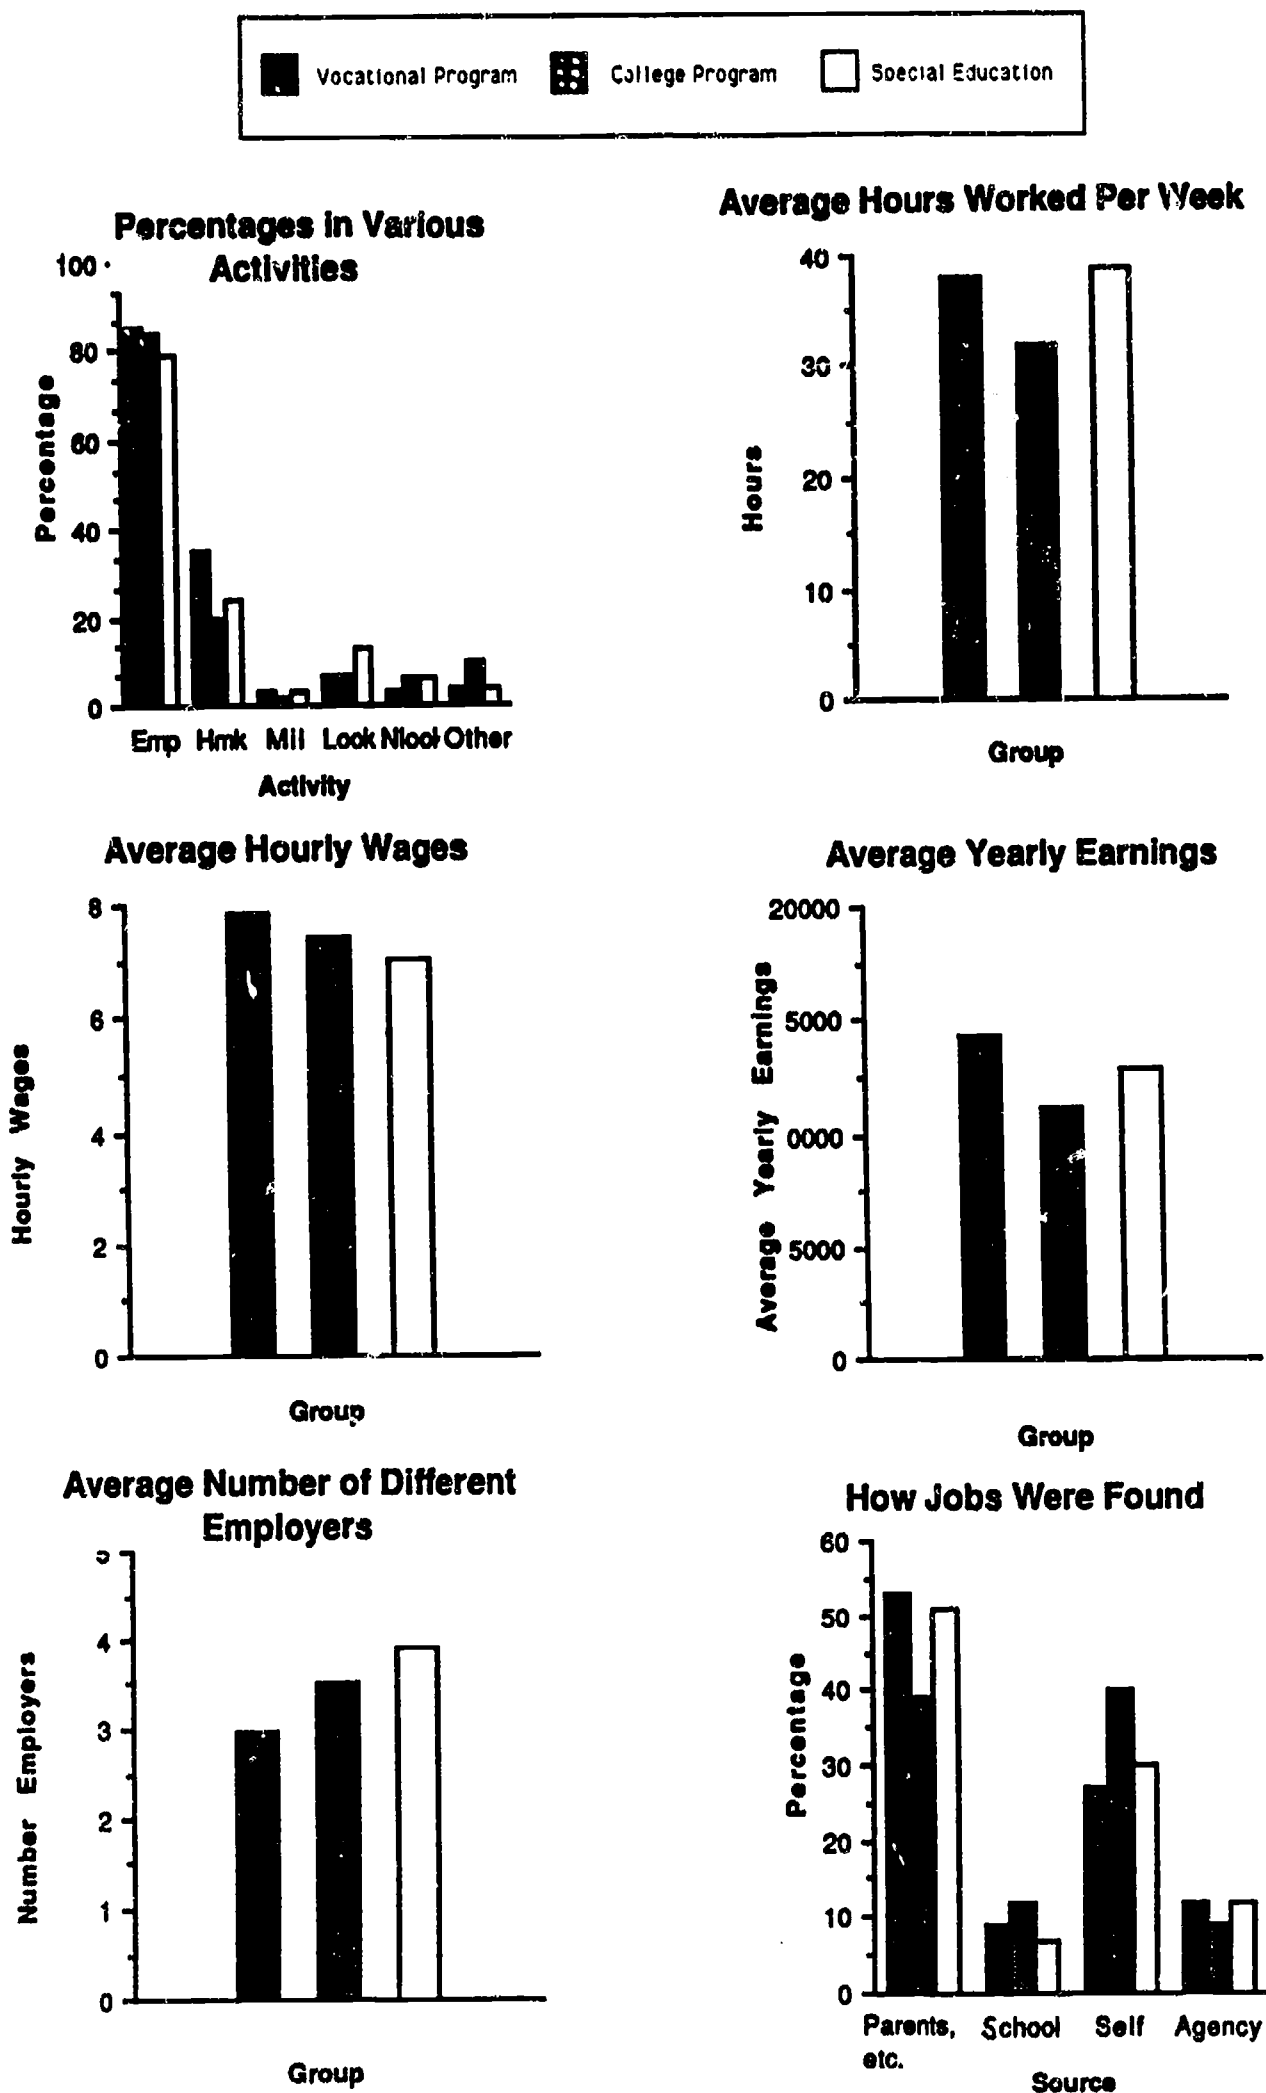 Vocational Program College Program Special Education
Percentages in Various
Activities
100
80
60
40
20
0
Percentage
Emp Hmk Mil Look Nlook Other
Activity
Average Hours Worked Per Week
40
30
20
10
0
Hours
Group
Average Hourly Wages
8
6
4
2
0
Hourly Wages
Group
Average Yearly Earnings
20000
5000
0000
5000
0
Average Yearly Earnings
Group
Average Number of Different
Employers
5
4
3
2
1
0
Number Employers
Group
How Jobs Were Found
60
50
40
30
20
10
0
Percentage
Parents, School Self Agency
etc.
Source